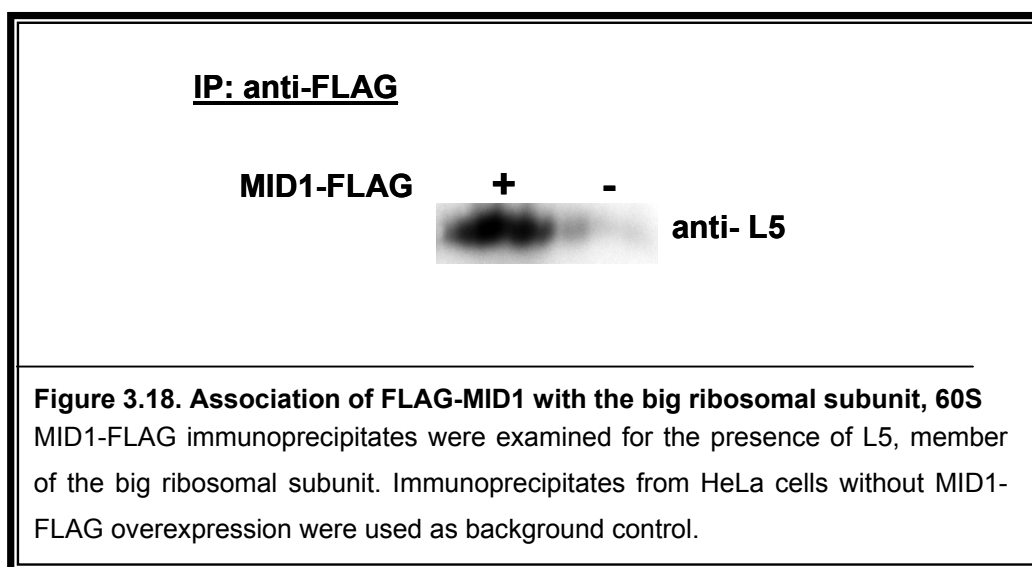 IP: anti-FLAG
MID1-FLAG + -
anti- L5
Figure 3.18. Association of FLAG-MID1 with the big ribosomal subunit, 60S
MID1-FLAG immunoprecipitates were examined for the presence of L5, member
of the big ribosomal subunit. Immunoprecipitates from HeLa cells without MID1-
FLAG overexpression were used as background control.